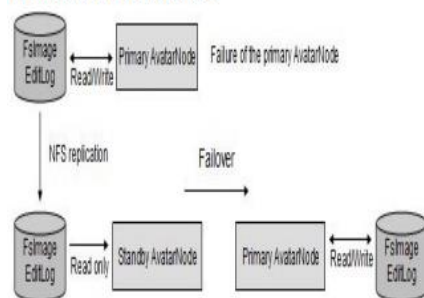 FsImage
EditLog
Read/Write
Primary AvatarNode
Failure of the primary AvatarNode
NFS replication
Failover
FsImage
EditLog
Read only
Standby AvatarNode
Primary AvatarNode
Read/Write
FsImage
EditLog